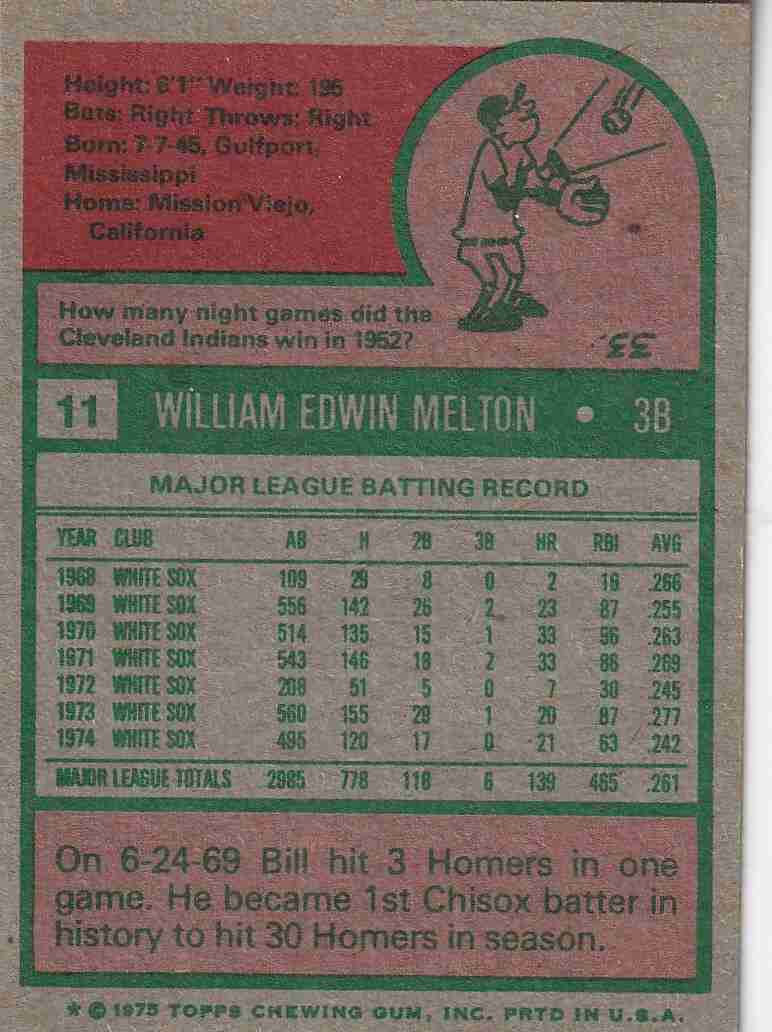 Height: 6'1" Weight: 195
Bats: Right Throws: Right
Born: 7-7-45, Gulfport,
Mississippi
Home: Mission Viejo,
California
How many night games did the
Cleveland Indians win in 1952?
33.
11 WILLIAM EDWIN MELTON • 3B
MAJOR LEAGUE BATTING RECORD
YEAR CLUB AB H 2B 3B HR RBI AVG
1968 WHITE SOX 109 29 8 0 2 16 .266
1969 WHITE SOX 556 142 26 2 23 87 .255
1970 WHITE SOX 514 135 15 1 33 96 .263
1971 WHITE SOX 543 146 18 2 33 86 .269
1972 WHITE SOX 208 51 5 0 7 30 .245
1973 WHITE SOX 560 155 29 1 20 87 .277
1974 WHITE SOX 495 120 17 0 21 63 .242
MAJOR LEAGUE TOTALS 2985 778 118 6 139 465 .261
On 6-24-69 Bill hit 3 Homers in one
game. He became 1st Chisox batter in
history to hit 30 Homers in season.
* © 1975 TOPPS CHEWING GUM, INC. PRTD IN U.S.A.